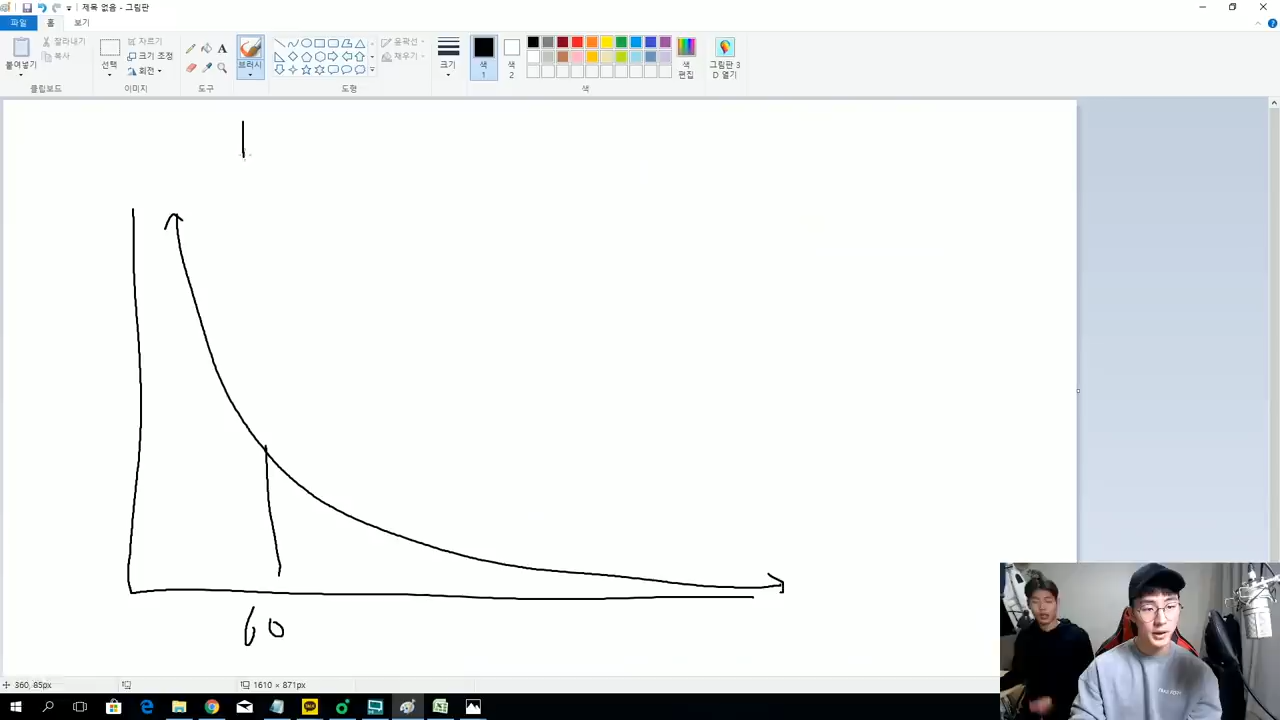 제목 없음 - 그림판
파일 홈 보기
붙여넣기
잘라내기
복사
클립보드
선택
자르기
크기 조정
회전
이미지
A
도구
브러시
윤곽선
채우기
도형
크기
색 1
색 2
색 편집
색
그림판 3D 열기
60
360, 85px
1610 × 871px